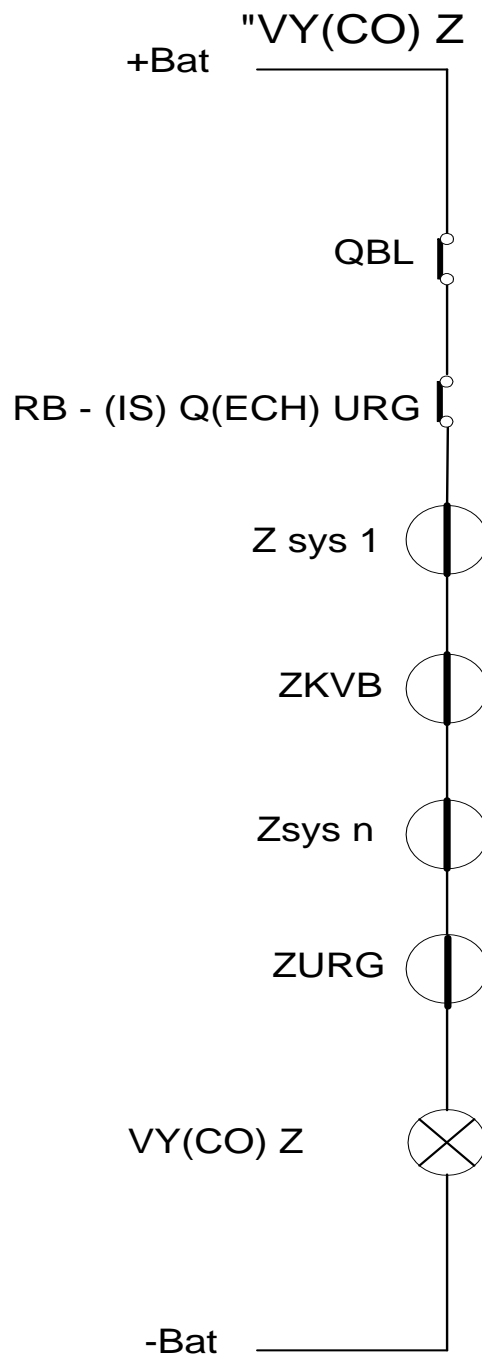 "VY(CO) Z
+Bat
QBL
RB - (IS) Q(ECH) URG
Z sys 1
ZKVB
Zsys n
ZURG
VY(CO) Z
-Bat